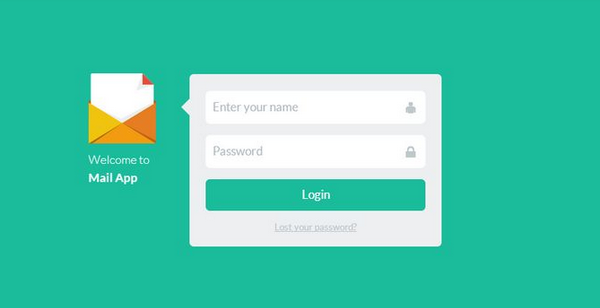 Welcome to
Mail App
Enter your name
Password
Login
Lost your password?